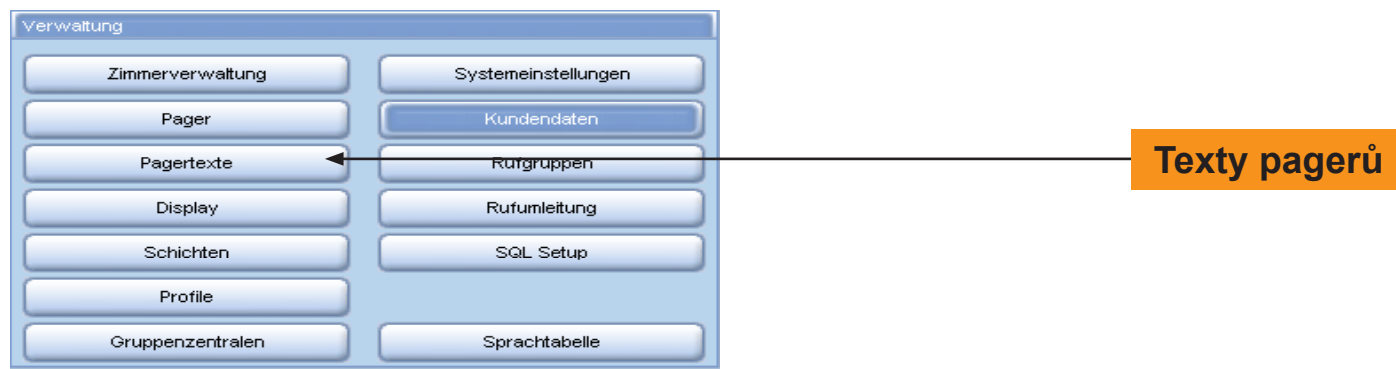 Verwaltung
Zimmerverwaltung
Systemeinstellungen
Pager
Kundendaten
Pagertexte
Rufgruppen
Texty pagerů
Display
Rufumleitung
Schichten
SQL Setup
Profile
Gruppenzentralen
Sprachtabelle